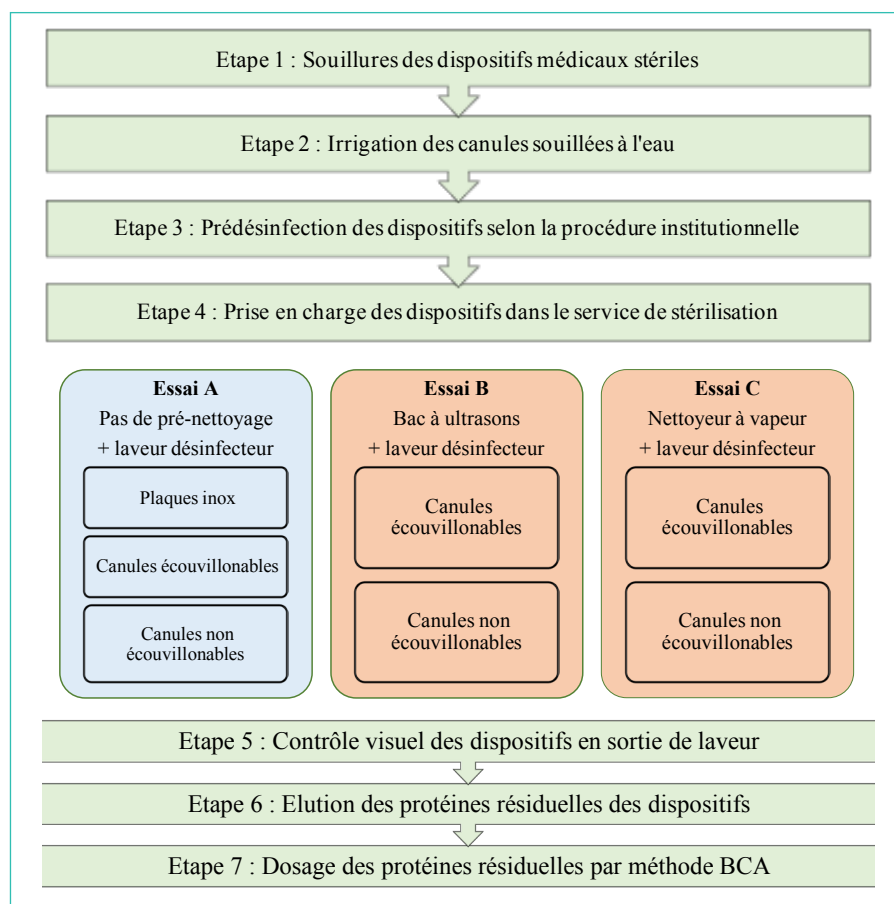 Etape 1 : Souillures des dispositifs médicaux stériles
Etape 2 : Irrigation des canules souillées à l'eau
Etape 3 : Prédésinfection des dispositifs selon la procédure institutionnelle
Etape 4 : Prise en charge des dispositifs dans le service de stérilisation
Essai A
Pas de pré-nettoyage
+ laveur désinfecteur
Plaques inox
Canules écouvillonables
Canules non
écouvillonables
Essai B
Bac à ultrasons
+ laveur désinfecteur
Canules
écouvillonables
Canules non
écouvillonables
Essai C
Nettoyeur à vapeur
+ laveur désinfecteur
Canules
écouvillonables
Canules non
écouvillonables
Etape 5 : Contrôle visuel des dispositifs en sortie de laveur
Etape 6 : Elution des protéines résiduelles des dispositifs
Etape 7 : Dosage des protéines résiduelles par méthode BCA